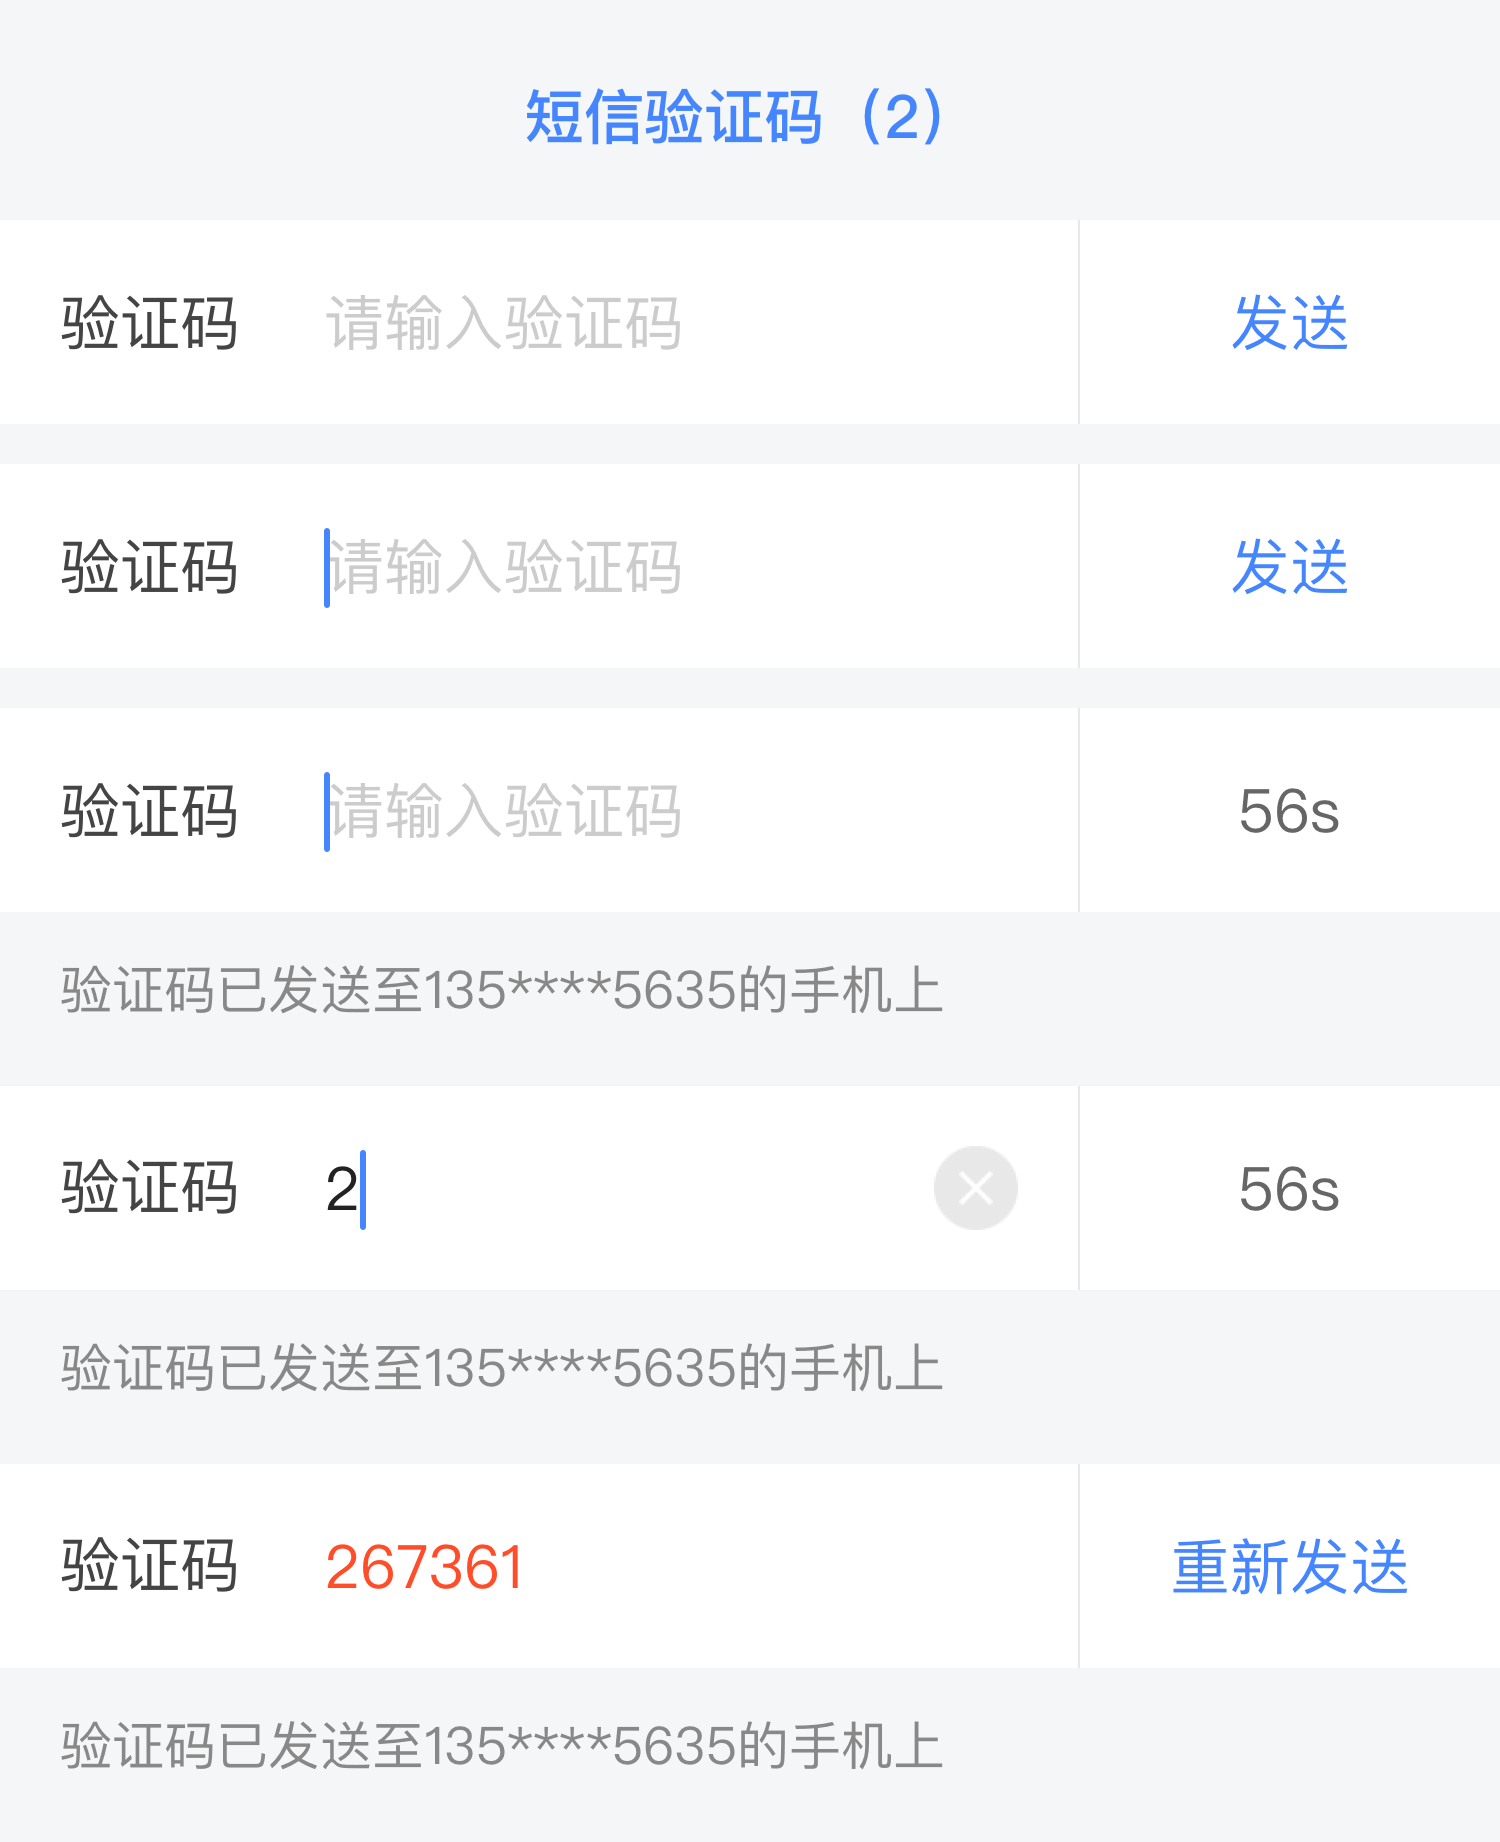 短信验证码（2）
验证码 请输入验证码 发送
验证码 请输入验证码 发送
验证码 请输入验证码 56s
验证码已发送至135****5635的手机上
验证码 2 56s
验证码已发送至135****5635的手机上
验证码 267361 重新发送
验证码已发送至135****5635的手机上